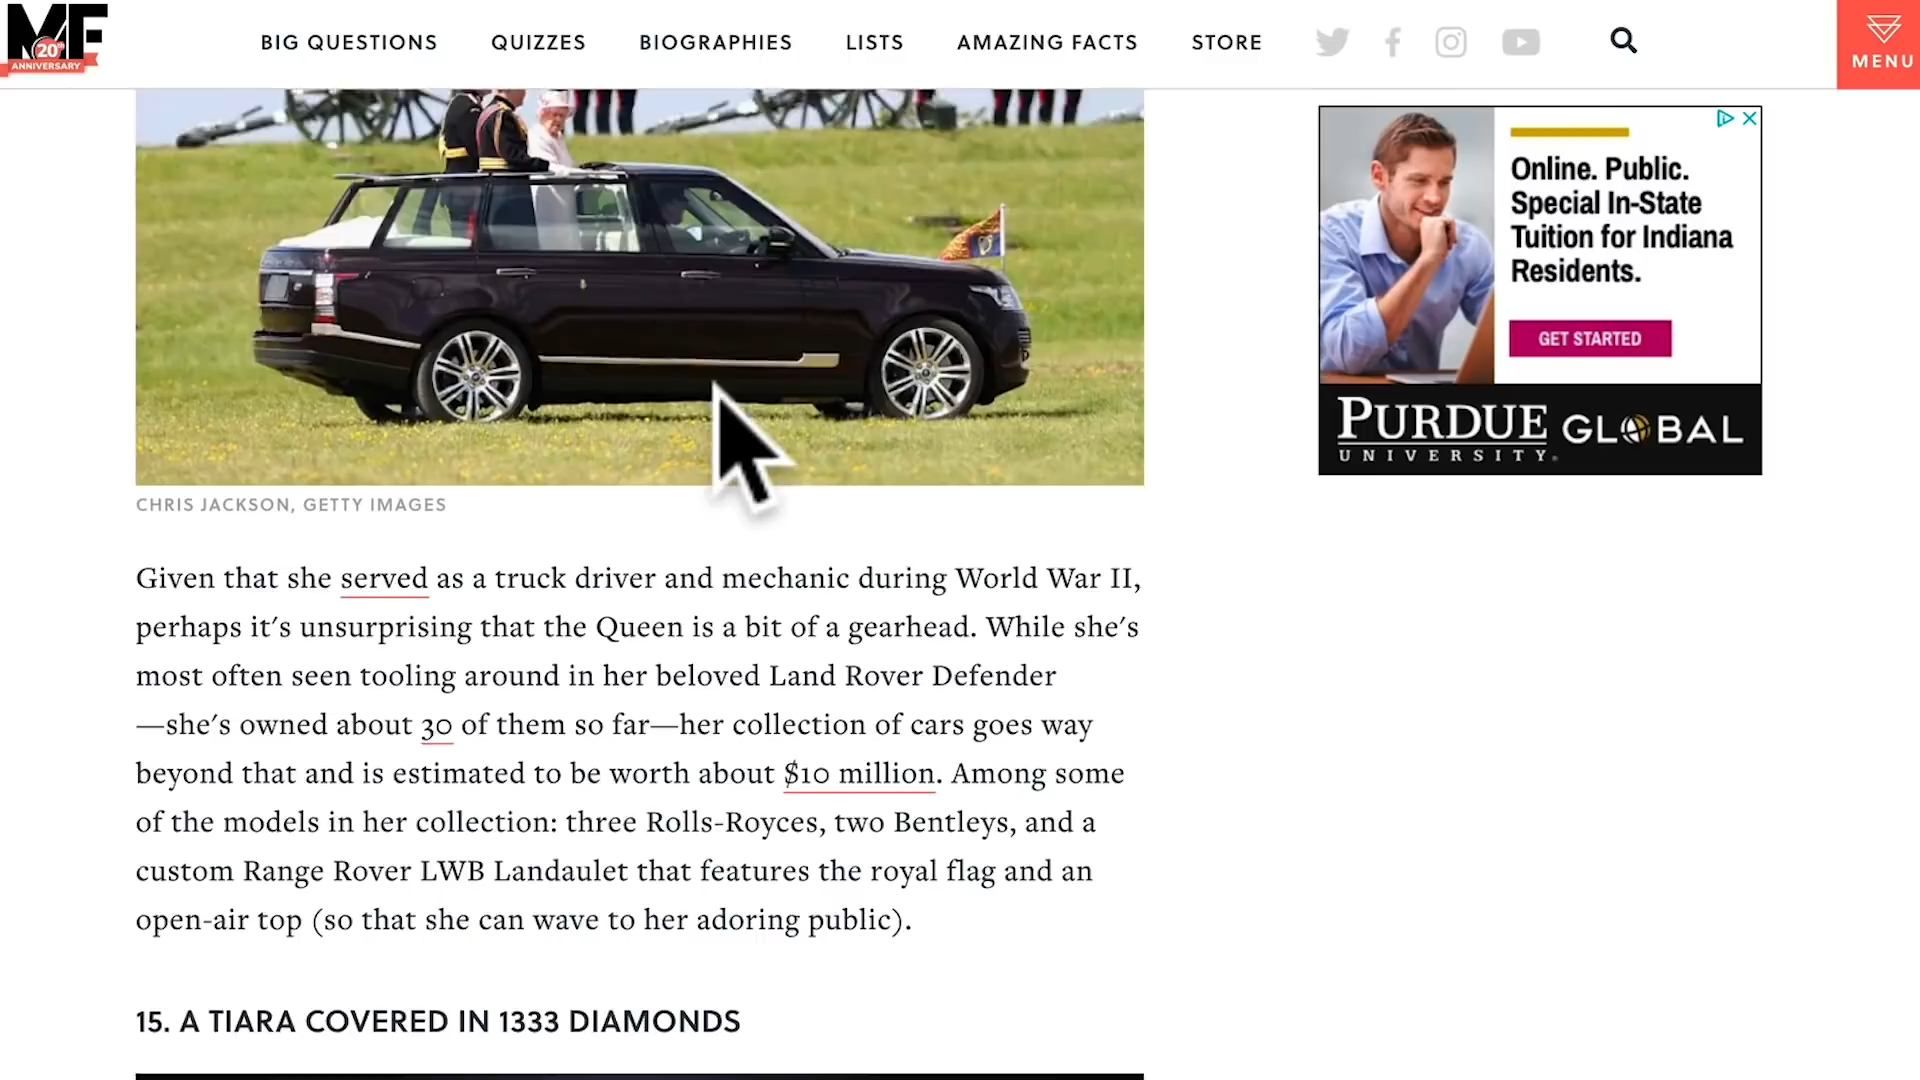 MF
20th
ANNIVERSARY
BIG QUESTIONS
QUIZZES
BIOGRAPHIES
LISTS
AMAZING FACTS
STORE
MENU
Online. Public.
Special In-State
Tuition for Indiana
Residents.
GET STARTED
PURDUE GLOBAL
UNIVERSITY®
CHRIS JACKSON, GETTY IMAGES
Given that she served as a truck driver and mechanic during World War II,
perhaps it's unsurprising that the Queen is a bit of a gearhead. While she's
most often seen tooling around in her beloved Land Rover Defender
—she's owned about 30 of them so far—her collection of cars goes way
beyond that and is estimated to be worth about $10 million. Among some
of the models in her collection: three Rolls-Royces, two Bentleys, and a
custom Range Rover LWB Landaulet that features the royal flag and an
open-air top (so that she can wave to her adoring public).
15. A TIARA COVERED IN 1333 DIAMONDS